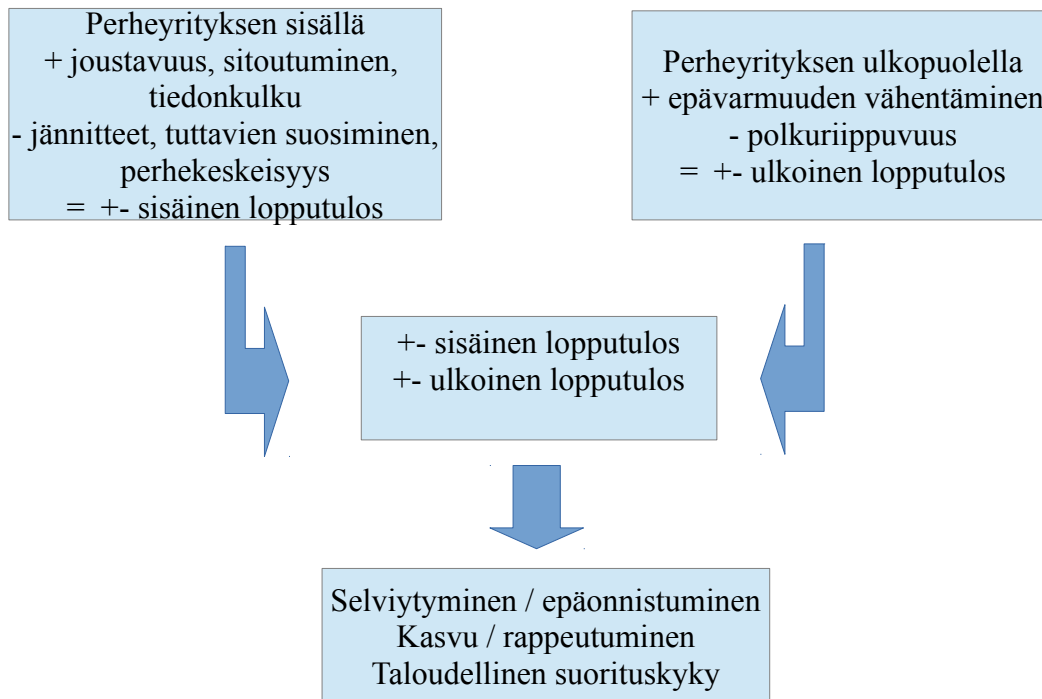 Perheyrityksen sisällä
+ joustavuus, sitoutuminen,
tiedonkulku
- jännitteet, tuttavien suosiminen,
perhekeskeisyys
= +- sisäinen lopputulos
Perheyrityksen ulkopuolella
+ epävarmuuden vähentäminen
- polkuriippuvuus
= +- ulkoinen lopputulos
+- sisäinen lopputulos
+- ulkoinen lopputulos
Selviytyminen / epäonnistuminen
Kasvu / rappeutuminen
Taloudellinen suorituskyky